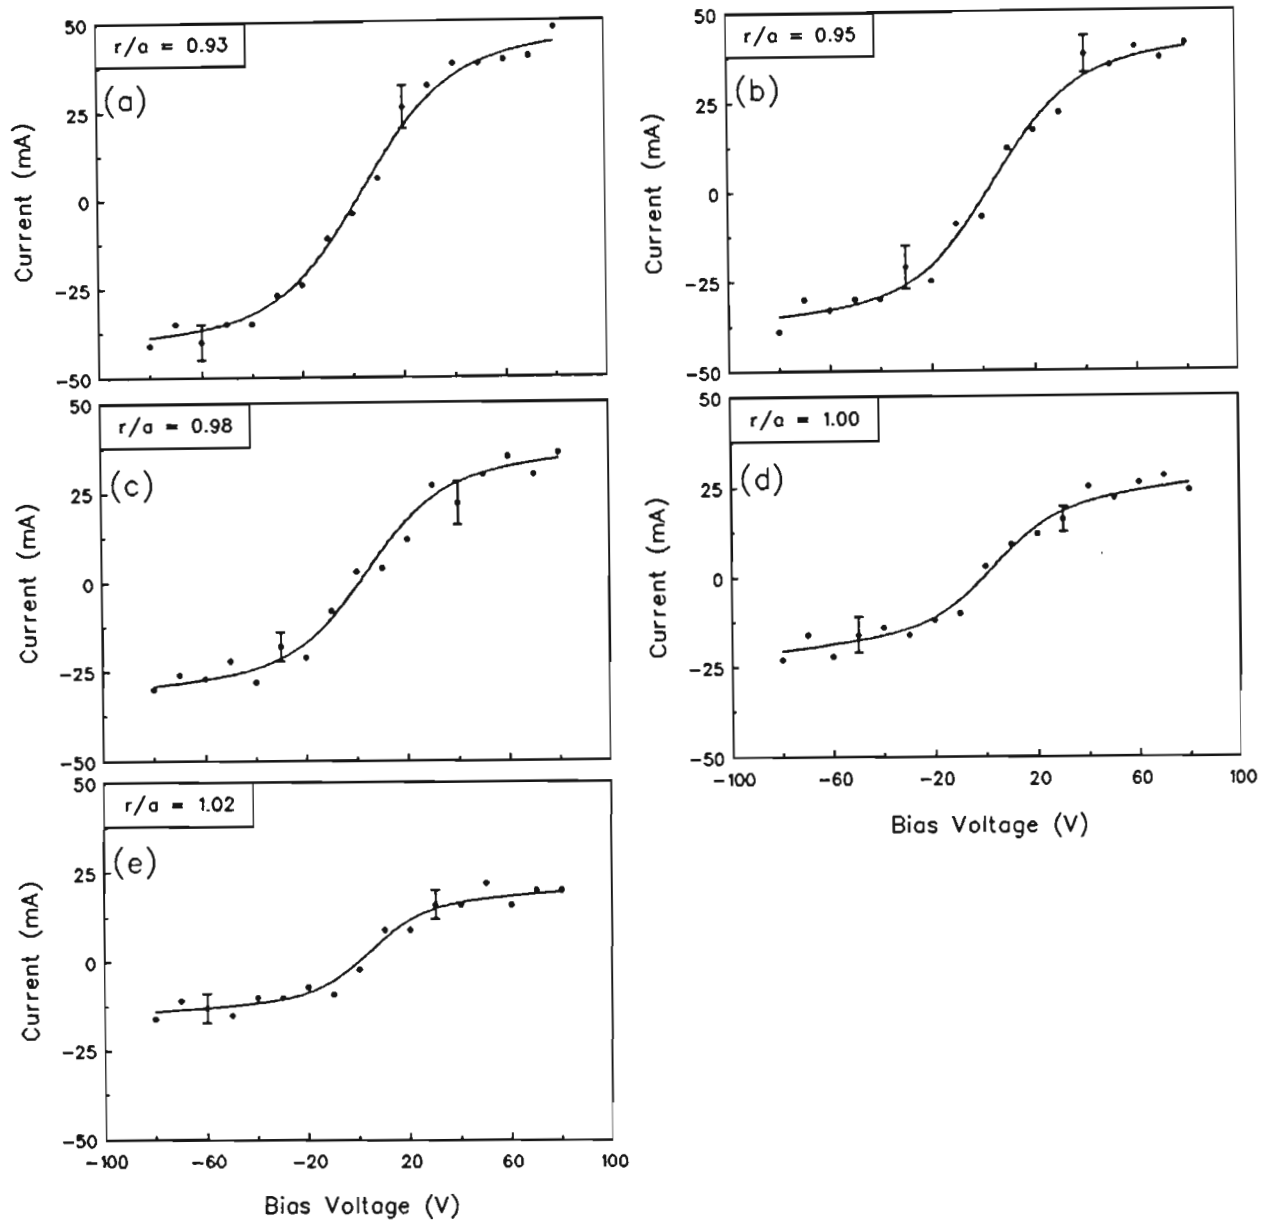 50
r/a = 0.93
(a)
25
0
-25
-50
Current (mA)
50
r/a = 0.95
(b)
25
0
-25
-50
Current (mA)
50
r/a = 0.98
(c)
25
0
-25
-50
Current (mA)
50
r/a = 1.00
(d)
25
0
-25
-50
Current (mA)
-100 -60 -20 20 60 100
Bias Voltage (V)
50
r/a = 1.02
(e)
25
0
-25
-50
Current (mA)
-100 -60 -20 20 60 100
Bias Voltage (V)